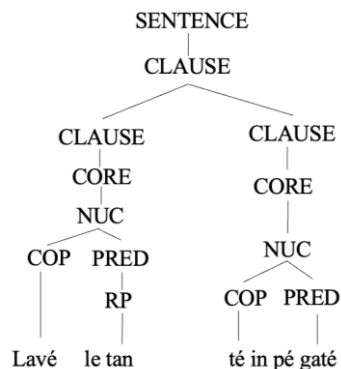 SENTENCE
CLAUSE
CLAUSE CLAUSE
CORE CORE
NUC
NUC
COP PRED
RP COP PRED
Lavé le tan té in pé gaté